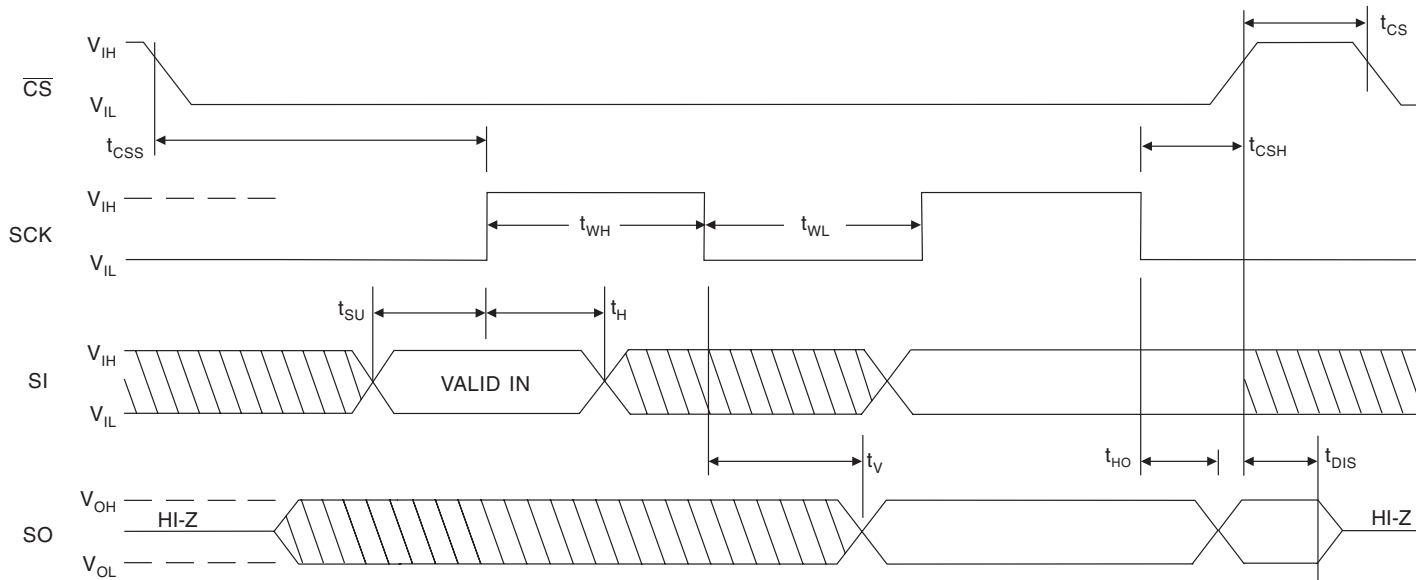 t_CS
V_IH
C̅S̅
V_IL
t_CSS
t_CSH
V_IH
SCK
t_WH
t_WL
V_IL
t_SU
t_H
V_IH
SI
VALID IN
V_IL
t_V
t_HO
t_DIS
V_OH
HI-Z
HI-Z
SO
V_OL